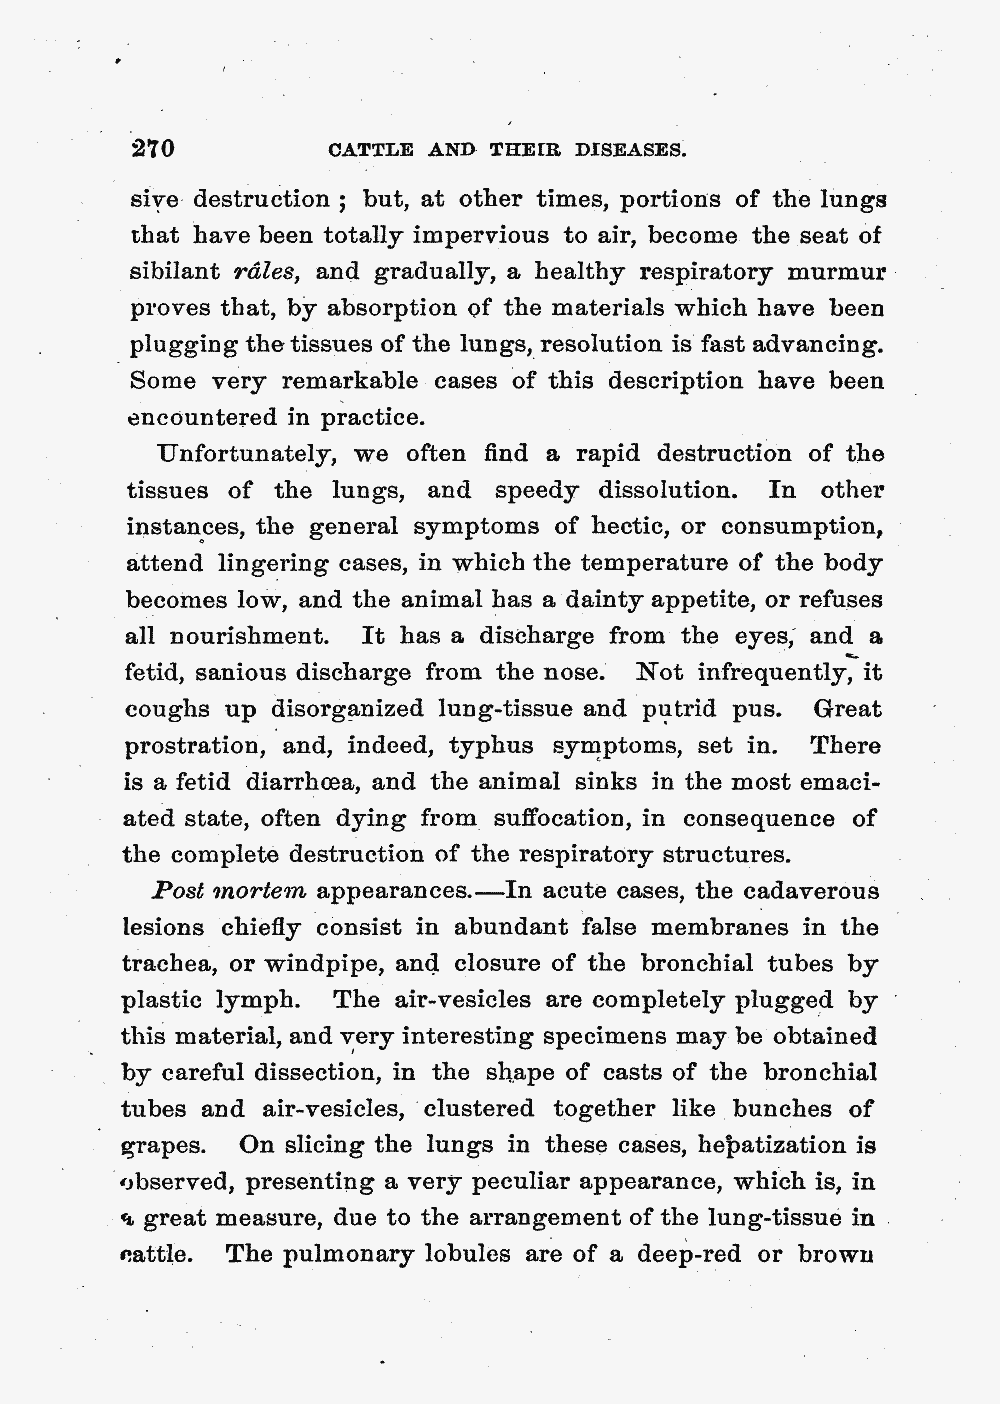 270 CATTLE AND THEIR DISEASES.
sive destruction ; but, at other times, portions of the lungs
that have been totally impervious to air, become the seat of
sibilant râles, and gradually, a healthy respiratory murmur
proves that, by absorption of the materials which have been
plugging the tissues of the lungs, resolution is fast advancing.
Some very remarkable cases of this description have been
encountered in practice.
Unfortunately, we often find a rapid destruction of the
tissues of the lungs, and speedy dissolution. In other
instances, the general symptoms of hectic, or consumption,
attend lingering cases, in which the temperature of the body
becomes low, and the animal has a dainty appetite, or refuses
all nourishment. It has a discharge from the eyes, and a
fetid, sanious discharge from the nose. Not infrequently, it
coughs up disorganized lung-tissue and putrid pus. Great
prostration, and, indeed, typhus symptoms, set in. There
is a fetid diarrhœa, and the animal sinks in the most emaci-
ated state, often dying from suffocation, in consequence of
the complete destruction of the respiratory structures.
Post mortem appearances.—In acute cases, the cadaverous
lesions chiefly consist in abundant false membranes in the
trachea, or windpipe, and closure of the bronchial tubes by
plastic lymph. The air-vesicles are completely plugged by
this material, and very interesting specimens may be obtained
by careful dissection, in the shape of casts of the bronchial
tubes and air-vesicles, clustered together like bunches of
grapes. On slicing the lungs in these cases, hepatization is
observed, presenting a very peculiar appearance, which is, in
a great measure, due to the arrangement of the lung-tissue in
cattle. The pulmonary lobules are of a deep-red or brown